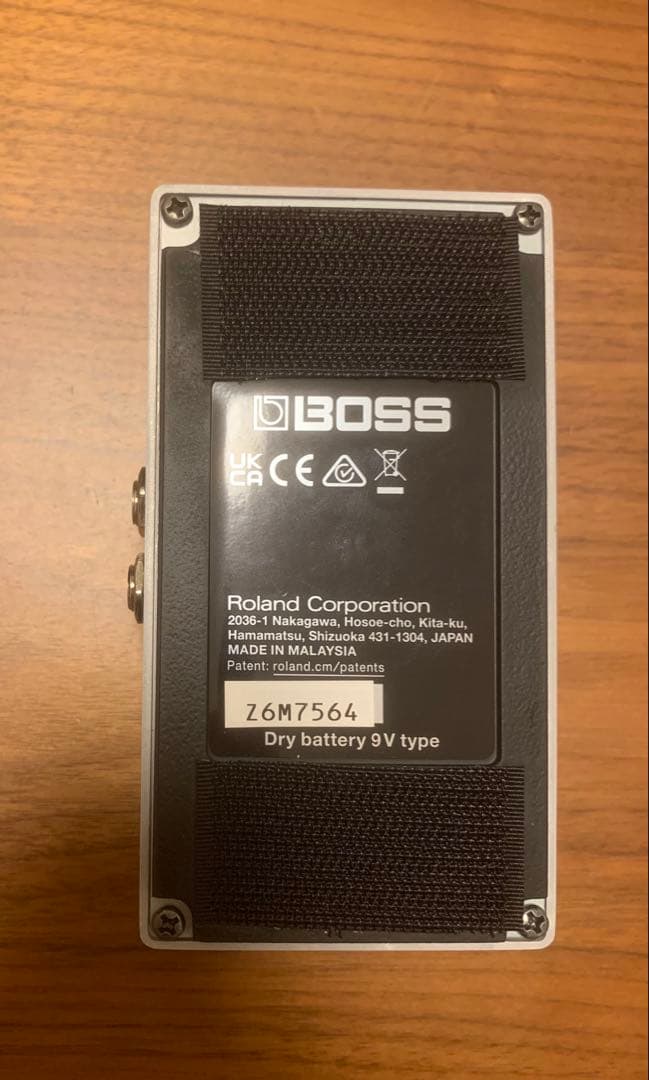 BOSS
UK
CA CE
Roland Corporation
2036-1 Nakagawa, Hosoe-cho, Kita-ku,
Hamamatsu, Shizuoka 431-1304, JAPAN
MADE IN MALAYSIA
Patent: roland.cm/patents
Z6M7564
Dry battery 9V type